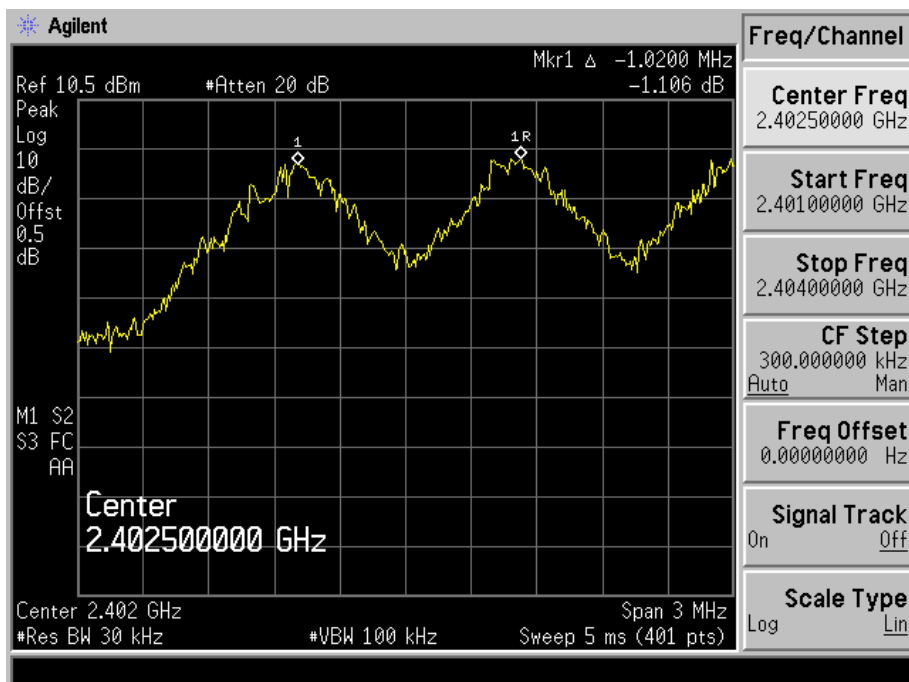 Agilent
Mkr1 Δ -1.0200 MHz
Ref 10.5 dBm #Atten 20 dB -1.106 dB
Peak
Log
10
dB/
Offst
0.5
dB
1
1R
M1 S2
S3 FC
AA
Center
2.402500000 GHz
Center 2.402 GHz Span 3 MHz
#Res BW 30 kHz #VBW 100 kHz Sweep 5 ms (401 pts)
Freq/Channel
Center Freq
2.40250000 GHz
Start Freq
2.40100000 GHz
Stop Freq
2.40400000 GHz
CF Step
300.000000 kHz
Auto Man
Freq Offset
0.00000000 Hz
Signal Track
On Off
Scale Type
Log Lin